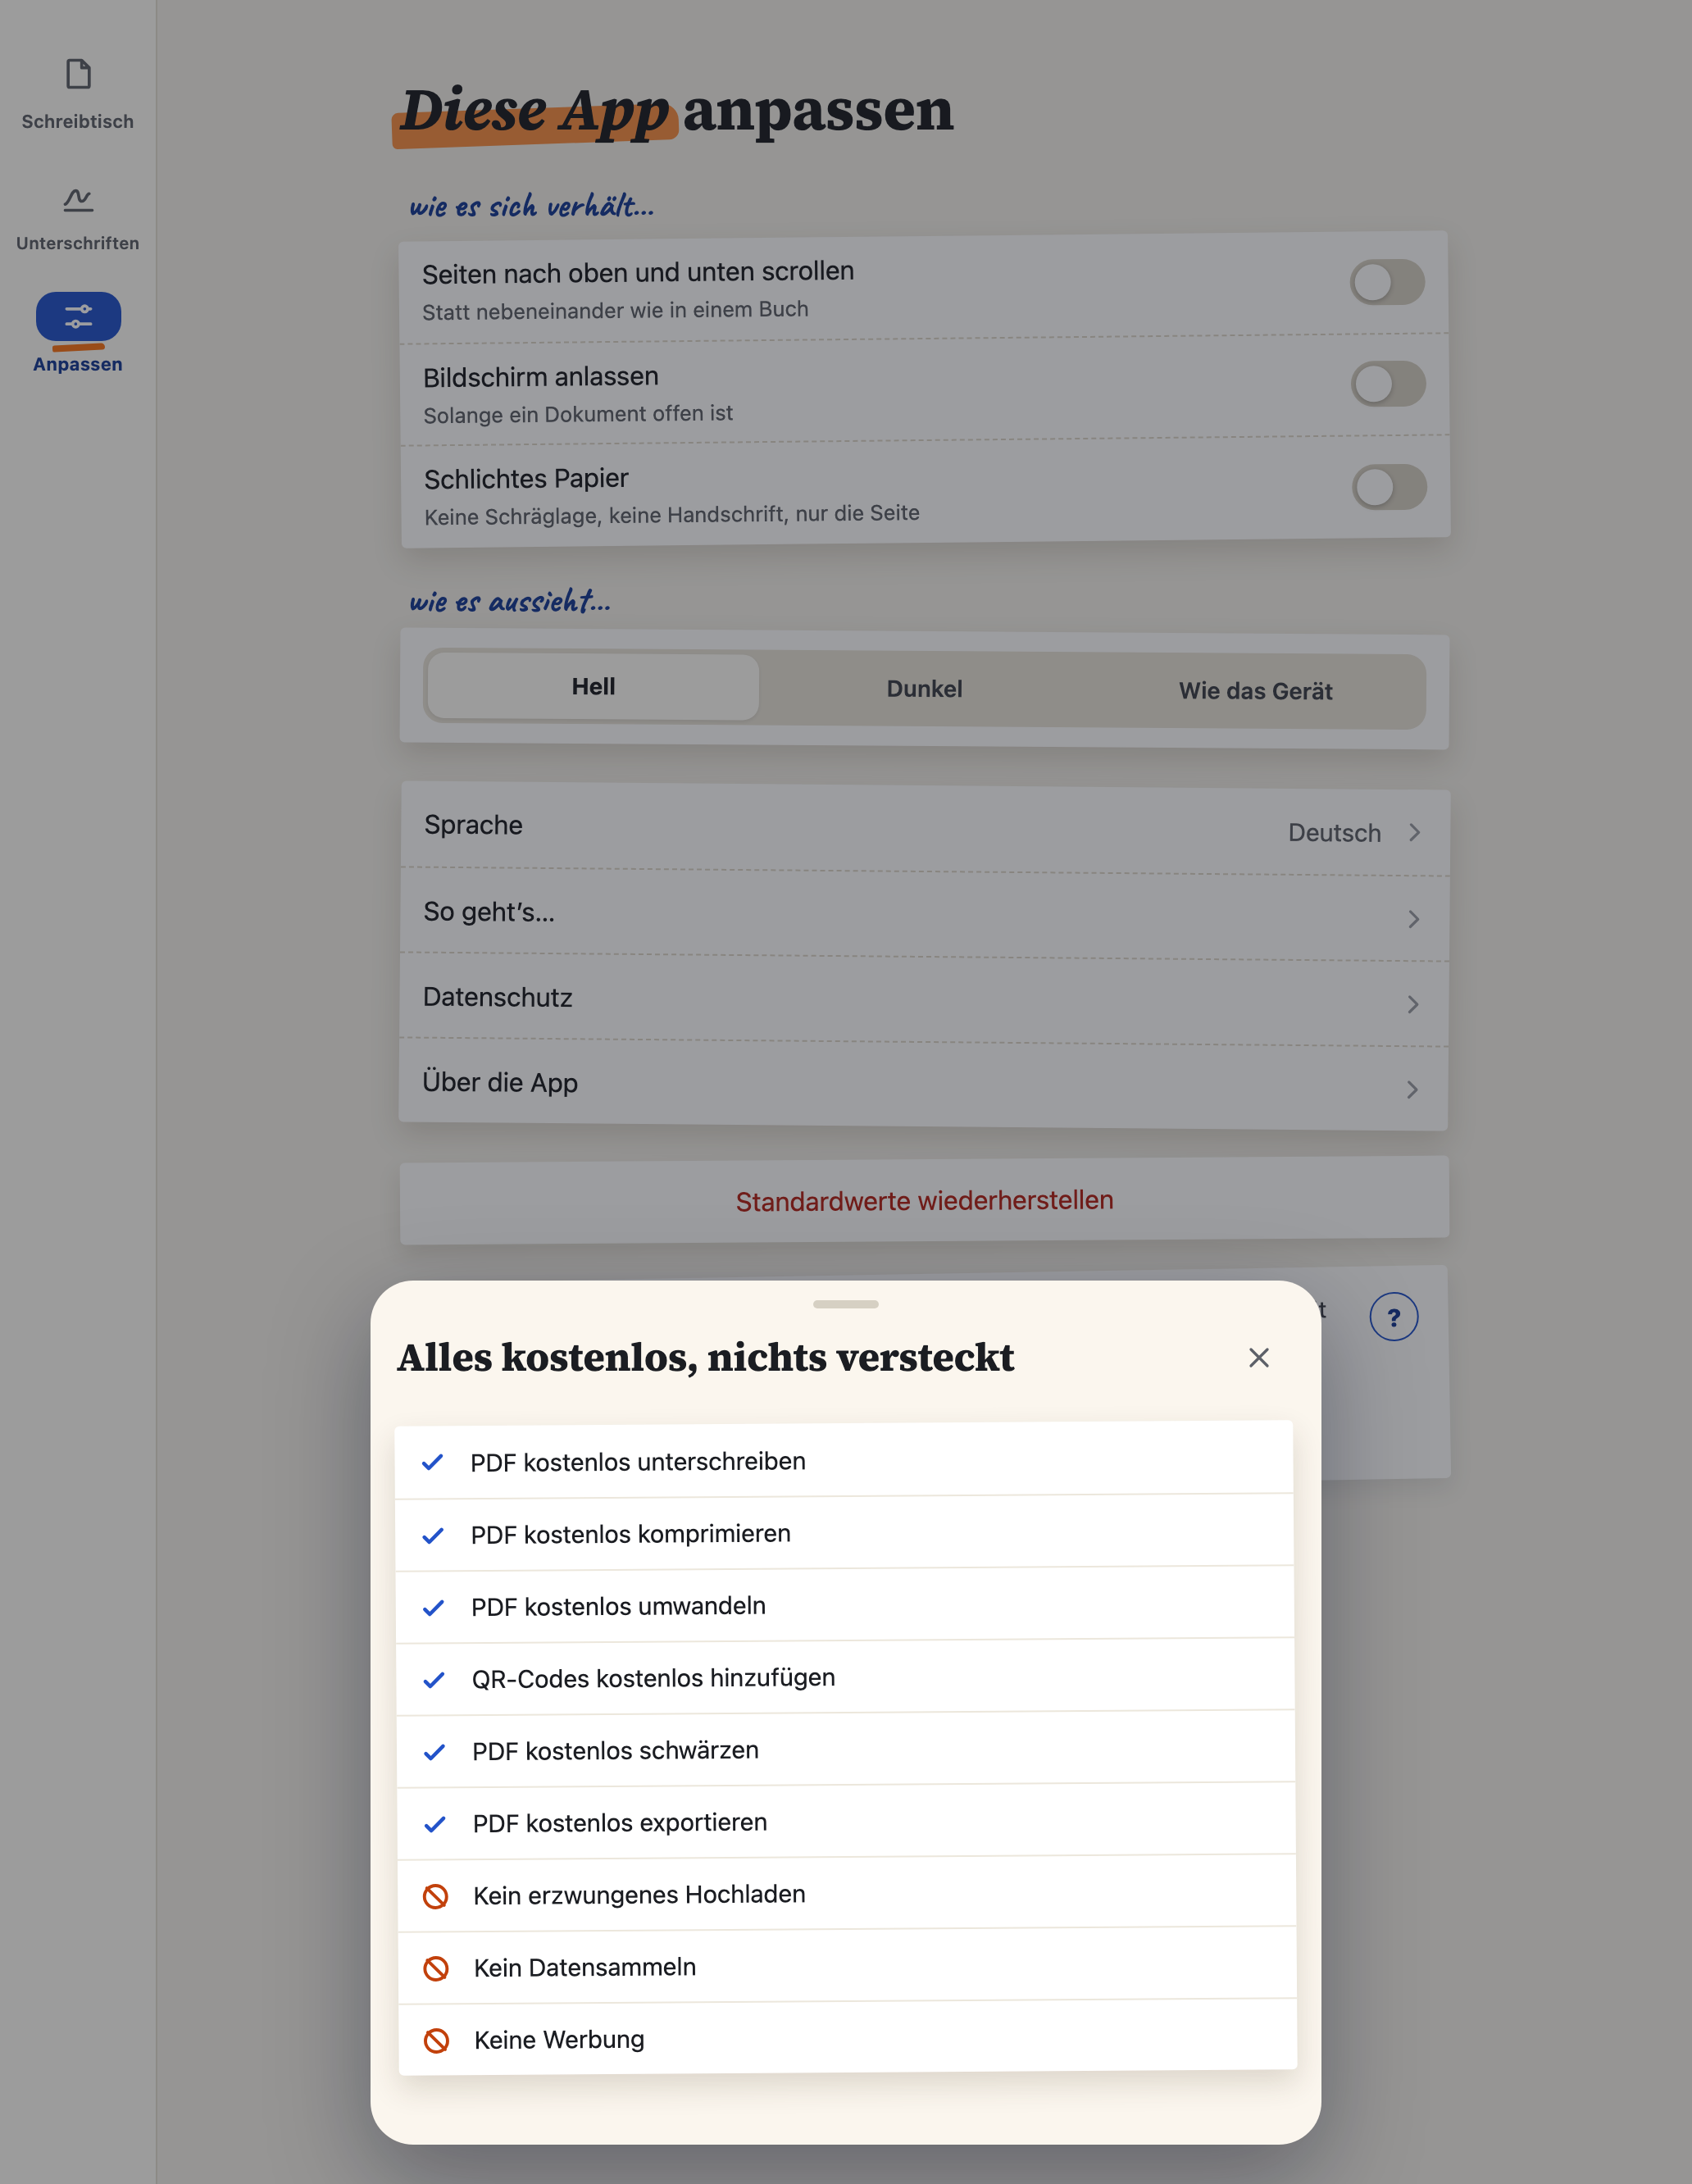 Schreibtisch
Unterschriften
Anpassen
Diese App anpassen
wie es sich verhält...
Seiten nach oben und unten scrollen
Statt nebeneinander wie in einem Buch
Bildschirm anlassen
Solange ein Dokument offen ist
Schlichtes Papier
Keine Schräglage, keine Handschrift, nur die Seite
wie es aussieht...
Hell
Dunkel
Wie das Gerät
Sprache
Deutsch
So geht’s...
Datenschutz
Über die App
Standardwerte wiederherstellen
?
Alles kostenlos, nichts versteckt
PDF kostenlos unterschreiben
PDF kostenlos komprimieren
PDF kostenlos umwandeln
QR-Codes kostenlos hinzufügen
PDF kostenlos schwärzen
PDF kostenlos exportieren
Kein erzwungenes Hochladen
Kein Datensammeln
Keine Werbung